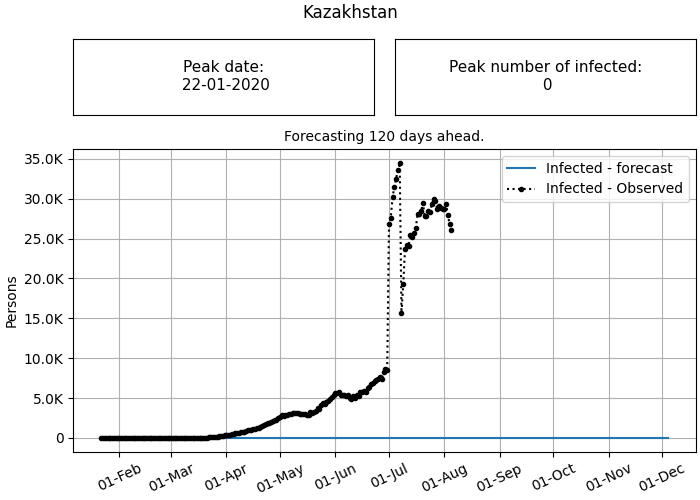 Kazakhstan
Peak date:
22-01-2020
Peak number of infected:
0
Forecasting 120 days ahead.
35.0K
30.0K
25.0K
20.0K
15.0K
10.0K
5.0K
0
Persons
Infected - forecast
Infected - Observed
01-Feb
01-Mar
01-Apr
01-May
01-Jun
01-Jul
01-Aug
01-Sep
01-Oct
01-Nov
01-Dec